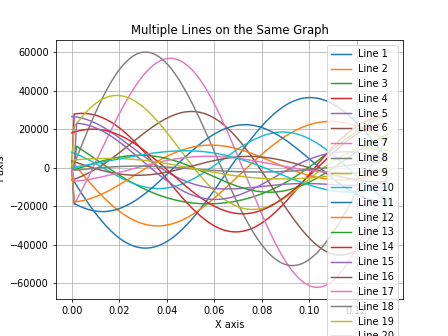 Multiple Lines on the Same Graph
60000
40000
20000
0
−20000
−40000
−60000
0.00
0.02
0.04
0.06
0.08
0.10
X axis
Line 1
Line 2
Line 3
Line 4
Line 5
Line 6
Line 7
Line 8
Line 9
Line 10
Line 11
Line 12
Line 13
Line 14
Line 15
Line 16
Line 17
Line 18
Line 19
Line 20